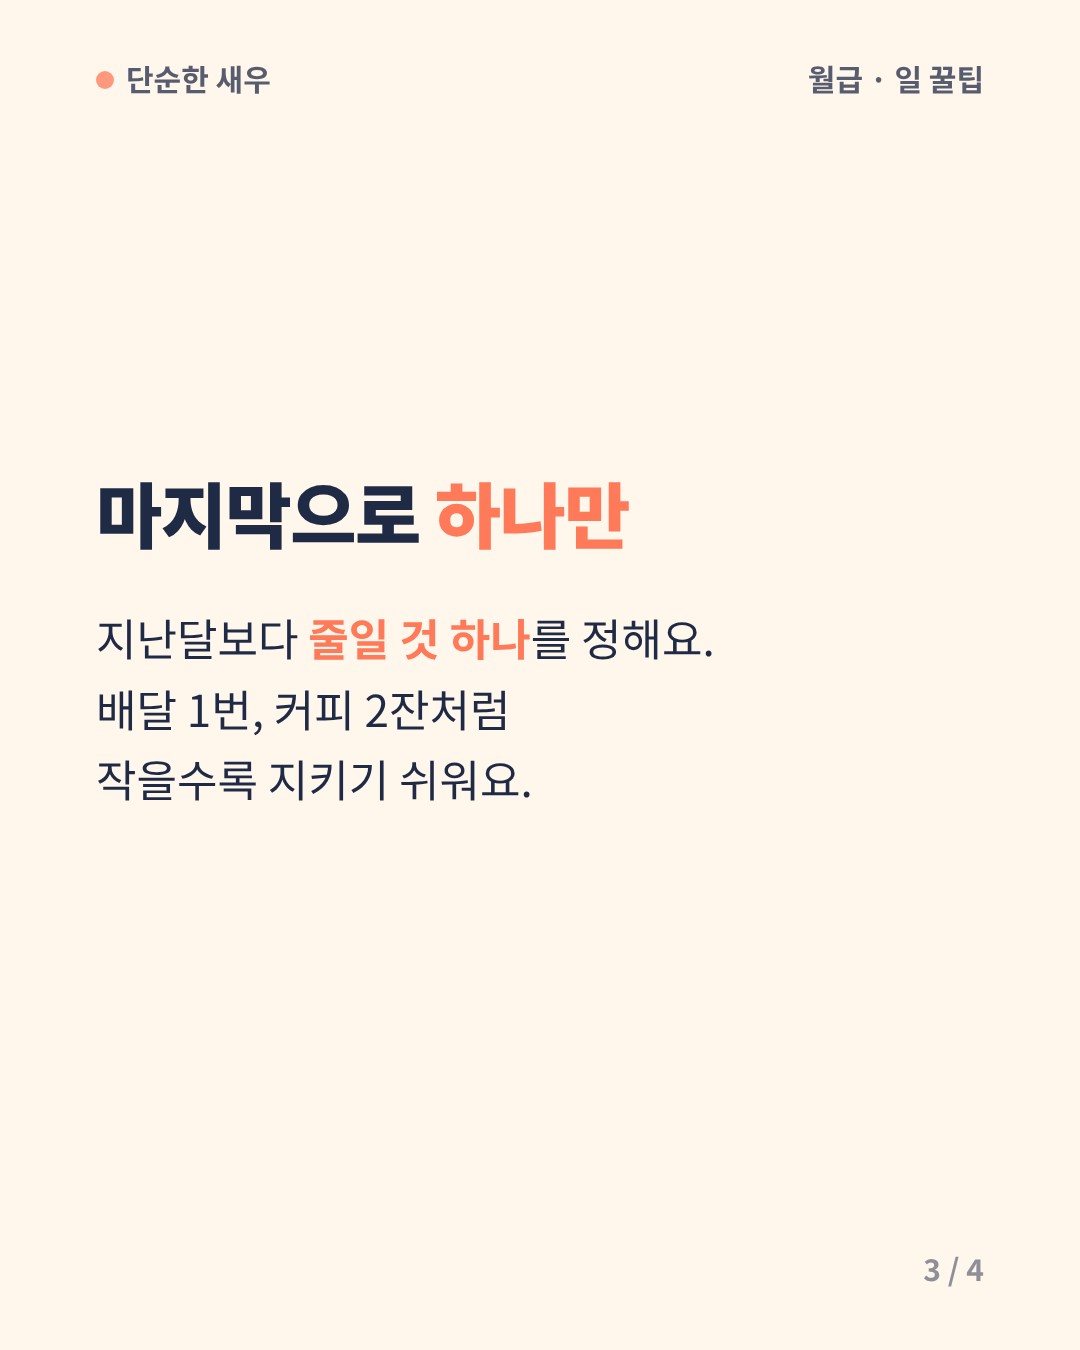 단순한 새우
월급 · 일 꿀팁
마지막으로 하나만
지난달보다 줄일 것 하나를 정해요.
배달 1번, 커피 2잔처럼
작을수록 지키기 쉬워요.
3 / 4